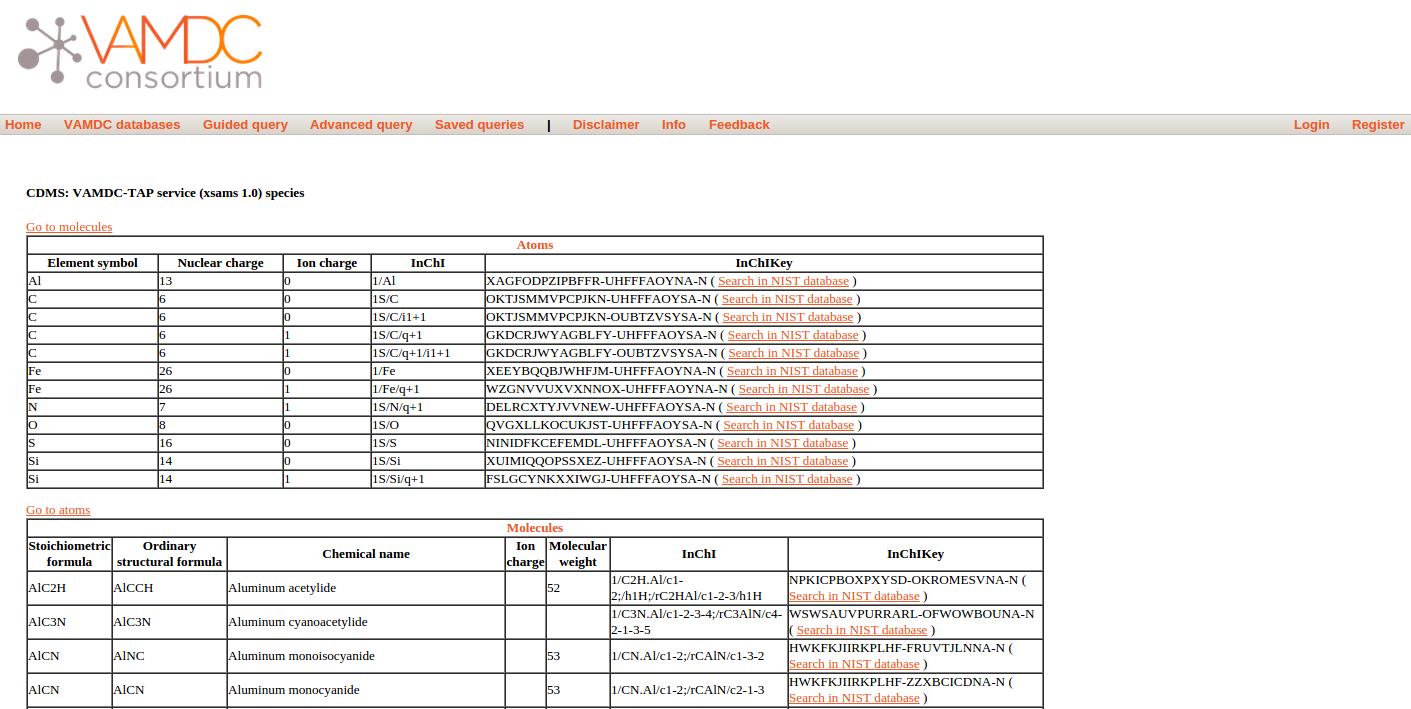 VAMDC
consortium
Home VAMDC databases Guided query Advanced query Saved queries | Disclaimer Info Feedback Login Register
CDMS: VAMDC-TAP service (xsams 1.0) species
Go to molecules
Atoms
Element symbol Nuclear charge Ion charge InChI InChIKey
Al 13 0 1/Al XAGFODPZIPBFFR-UHFFFAOYNA-N ( Search in NIST database )
C 6 0 1S/C OKTJSMMVPCPJKN-UHFFFAOYSA-N ( Search in NIST database )
C 6 0 1S/C/i1+1 OKTJSMMVPCPJKN-OUBTZVSYSA-N ( Search in NIST database )
C 6 1 1S/C/q+1 GKDCRJWYAGBLFY-UHFFFAOYSA-N ( Search in NIST database )
C 6 1 1S/C/q+1/i1+1 GKDCRJWYAGBLFY-OUBTZVSYSA-N ( Search in NIST database )
Fe 26 0 1/Fe XEEYBQQBJWHFJM-UHFFFAOYNA-N ( Search in NIST database )
Fe 26 1 1/Fe/q+1 WZGNVVUXVXNNOX-UHFFFAOYNA-N ( Search in NIST database )
N 7 1 1S/N/q+1 DELRCXTYJVVNEW-UHFFFAOYSA-N ( Search in NIST database )
O 8 0 1S/O QVGXLLKOCUKJST-UHFFFAOYSA-N ( Search in NIST database )
S 16 0 1S/S NINIDFKCEFEMDL-UHFFFAOYSA-N ( Search in NIST database )
Si 14 0 1S/Si XUIMIQQOPSSXEZ-UHFFFAOYSA-N ( Search in NIST database )
Si 14 1 1S/Si/q+1 FSLGCYNKXXIWGJ-UHFFFAOYSA-N ( Search in NIST database )
Go to atoms
Molecules
Stoichiometric Ordinary Chemical name Ion Molecular InChI InChIKey
formula structural formula charge weight
AlC2H AlCCH Aluminum acetylide 52 1/C2H.Al/c1- NPKICPBOXPXYSD-OKROMESVNA-N (
2;/h1H;/rC2HAl/c1-2-3/h1H Search in NIST database )
AlC3N AlC3N Aluminum cyanoacetylide 1/C3N.Al/c1-2-3-4;/rC3AlN/c4- WSWSAUVPURRARL-OFWOWBOUNA-N
2-1-3-5 ( Search in NIST database )
AlCN AlNC Aluminum monoisocyanide 53 1/CN.Al/c1-2;/rCAlN/c1-3-2 HWKFKJIIRKPLHF-FRUVTJLNNA-N (
Search in NIST database )
AlCN AlCN Aluminum monocyanide 53 1/CN.Al/c1-2;/rCAlN/c2-1-3 HWKFKJIIRKPLHF-ZZXBCICDNA-N (
Search in NIST database )